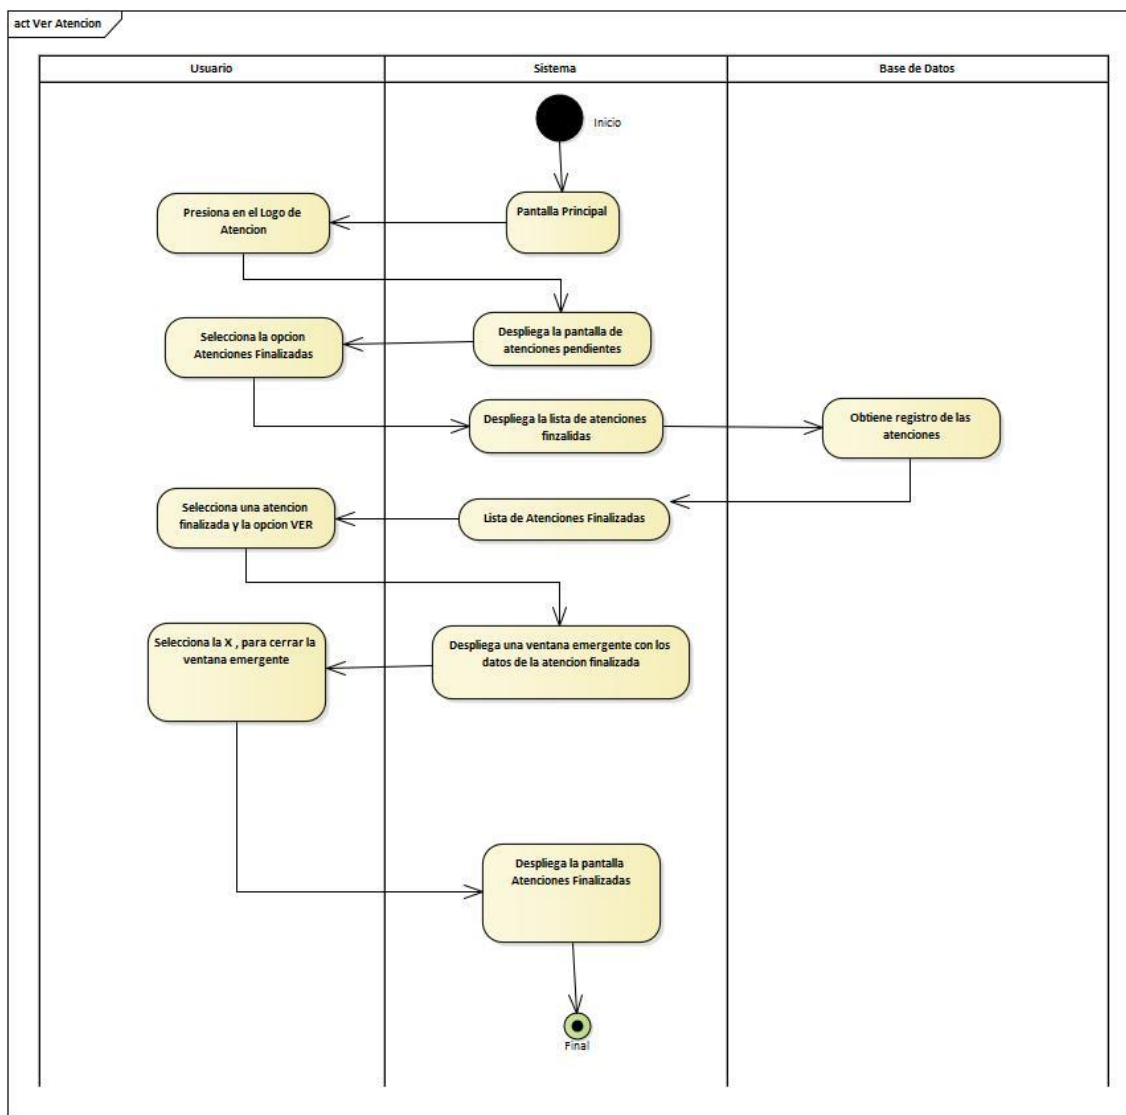 act Ver Atencion
Usuario
Sistema
Base de Datos
Inicio
Pantalla Principal
Presiona en el Logo de
Atencion
Despliega la pantalla de
atenciones pendientes
Selecciona la opcion
Atenciones Finalizadas
Despliega la lista de atenciones
finzalidas
Obtiene registro de las
atenciones
Lista de Atenciones Finalizadas
Selecciona una atencion
finalizada y la opcion VER
Despliega una ventana emergente con los
datos de la atencion finalizada
Selecciona la X , para cerrar la
ventana emergente
Despliega la pantalla
Atenciones Finalizadas
Final